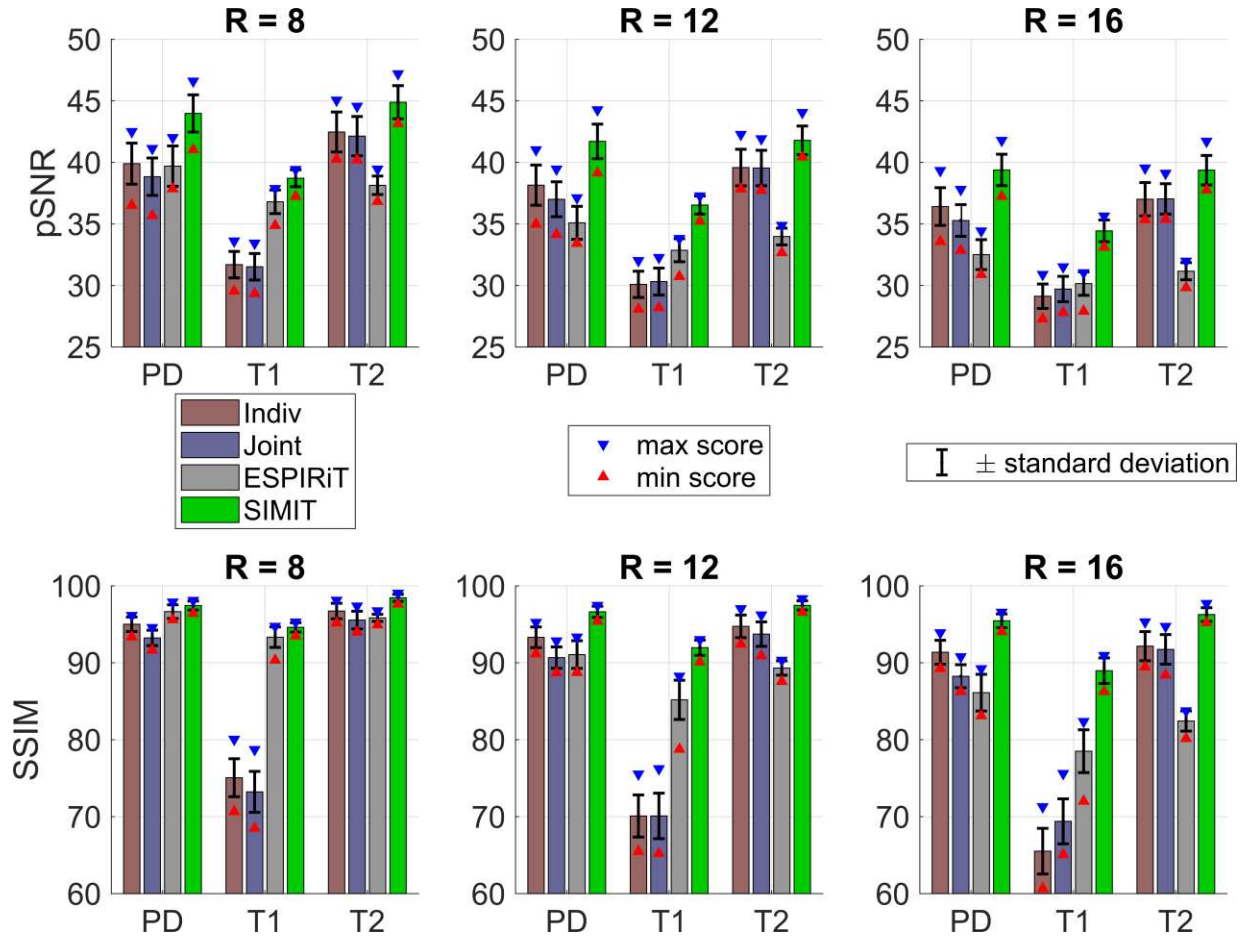 R = 8
R = 12
R = 16
pSNR
50
45
40
35
30
25
PD T1 T2
50
45
40
35
30
25
PD T1 T2
50
45
40
35
30
25
PD T1 T2
Indiv
Joint
ESPIRiT
SIMIT
max score
min score
± standard deviation
R = 8
R = 12
R = 16
SSIM
100
90
80
70
60
PD T1 T2
100
90
80
70
60
PD T1 T2
100
90
80
70
60
PD T1 T2